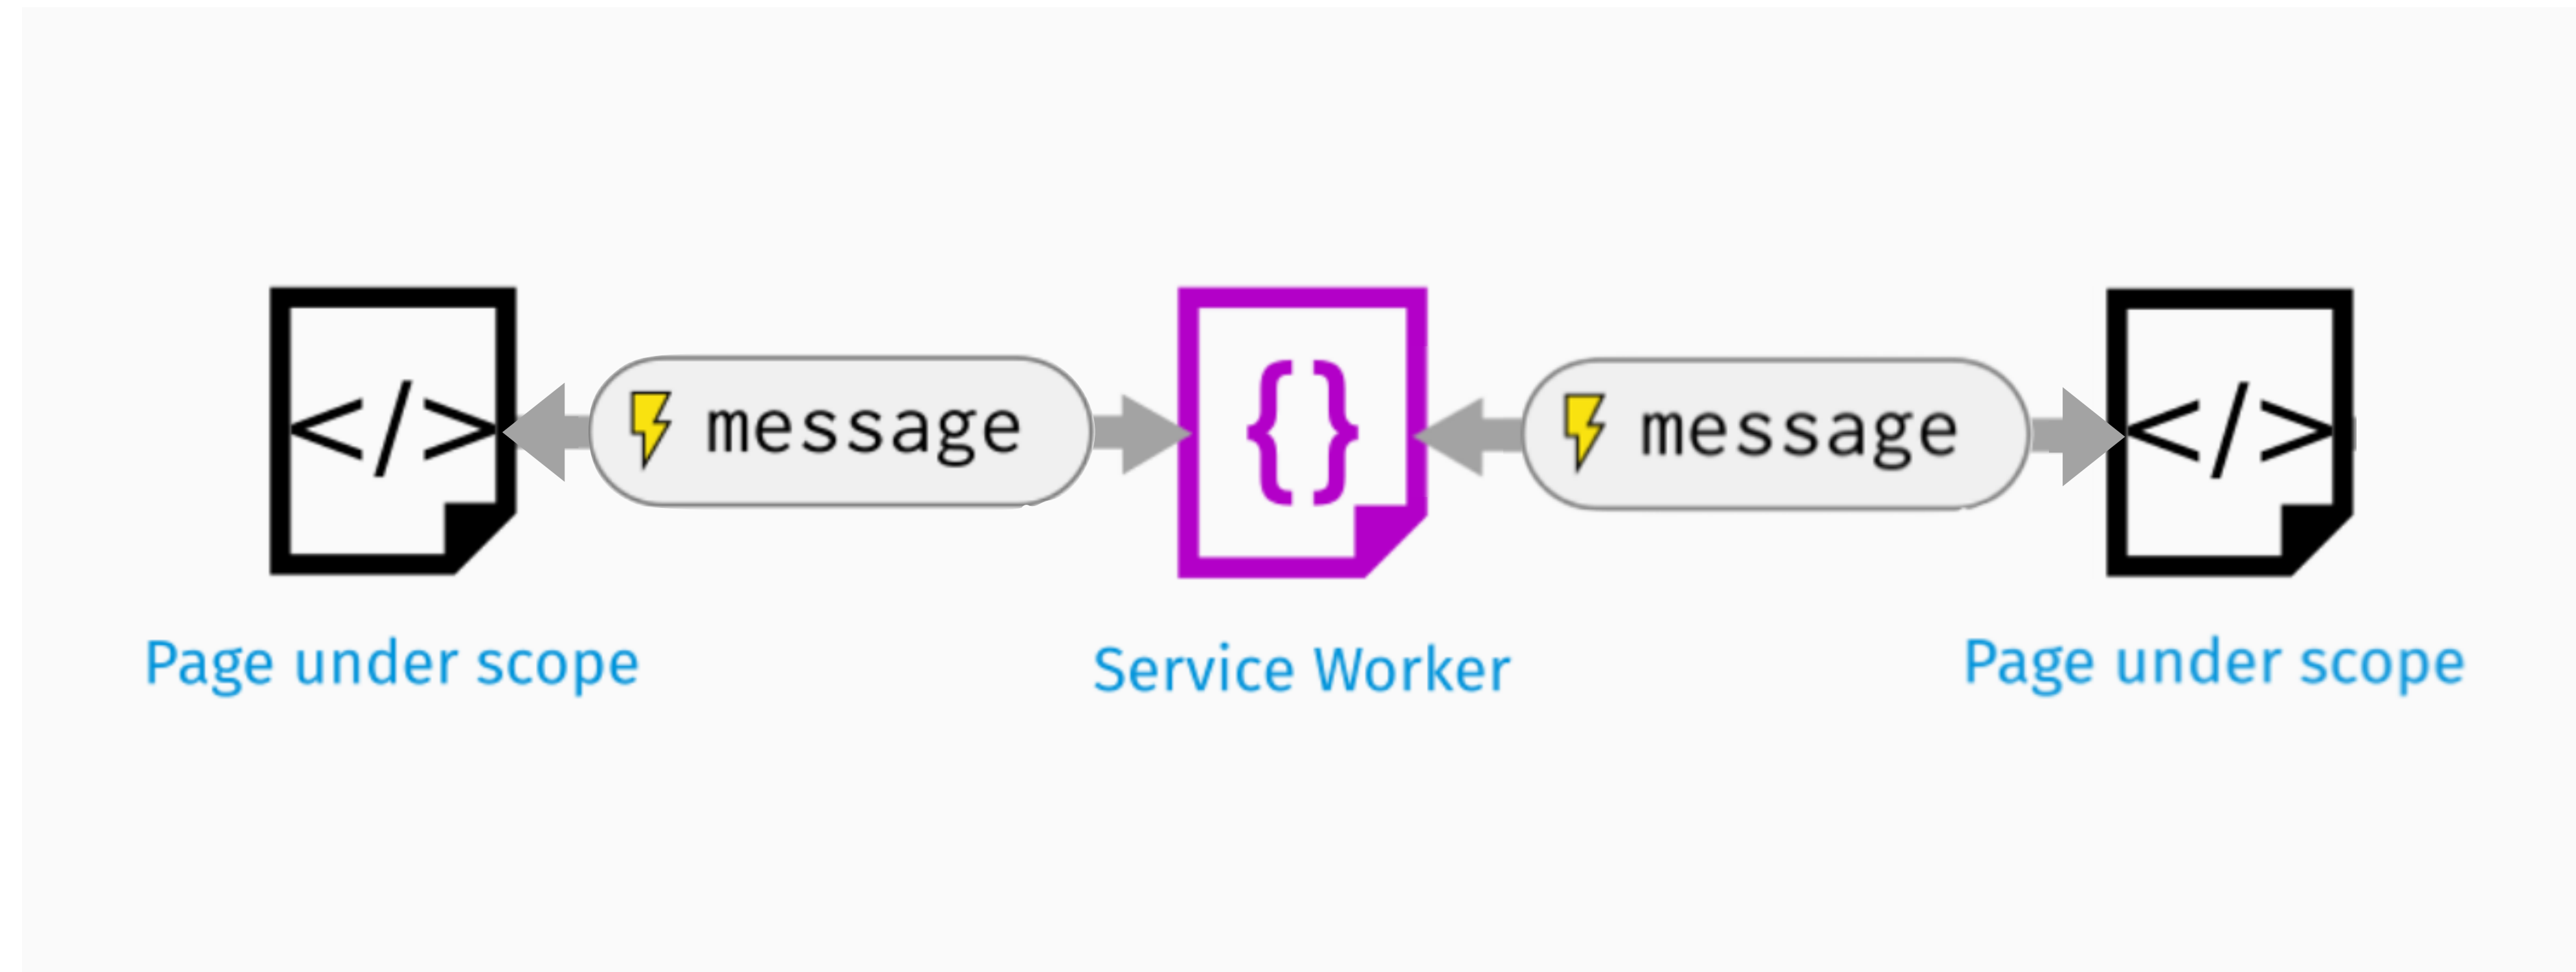 </> message {} message </>
Page under scope Service Worker Page under scope